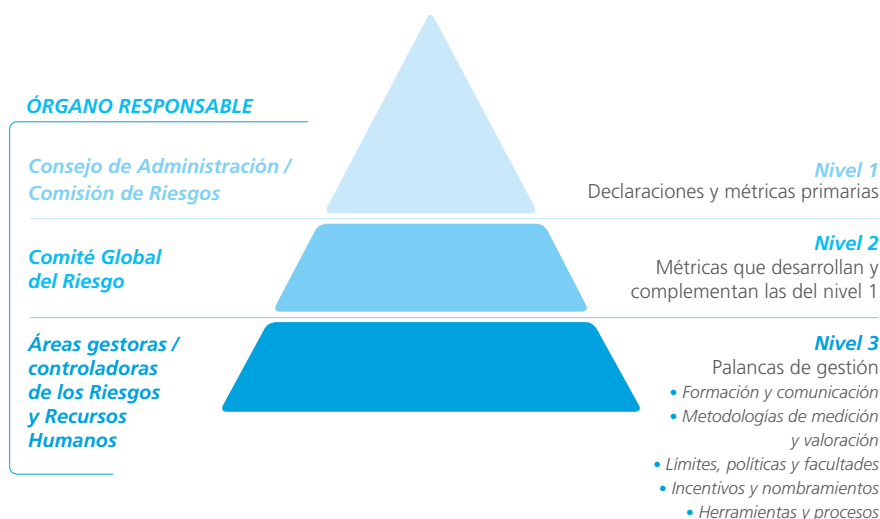 ÓRGANO RESPONSABLE
Consejo de Administración /
Comisión de Riesgos
Nivel 1
Declaraciones y métricas primarias
Comité Global
del Riesgo
Nivel 2
Métricas que desarrollan y
complementan las del nivel 1
Áreas gestoras /
controladoras
de los Riesgos
y Recursos
Humanos
Nivel 3
Palancas de gestión
• Formación y comunicación
• Metodologías de medición
y valoración
• Límites, políticas y facultades
• Incentivos y nombramientos
• Herramientas y procesos